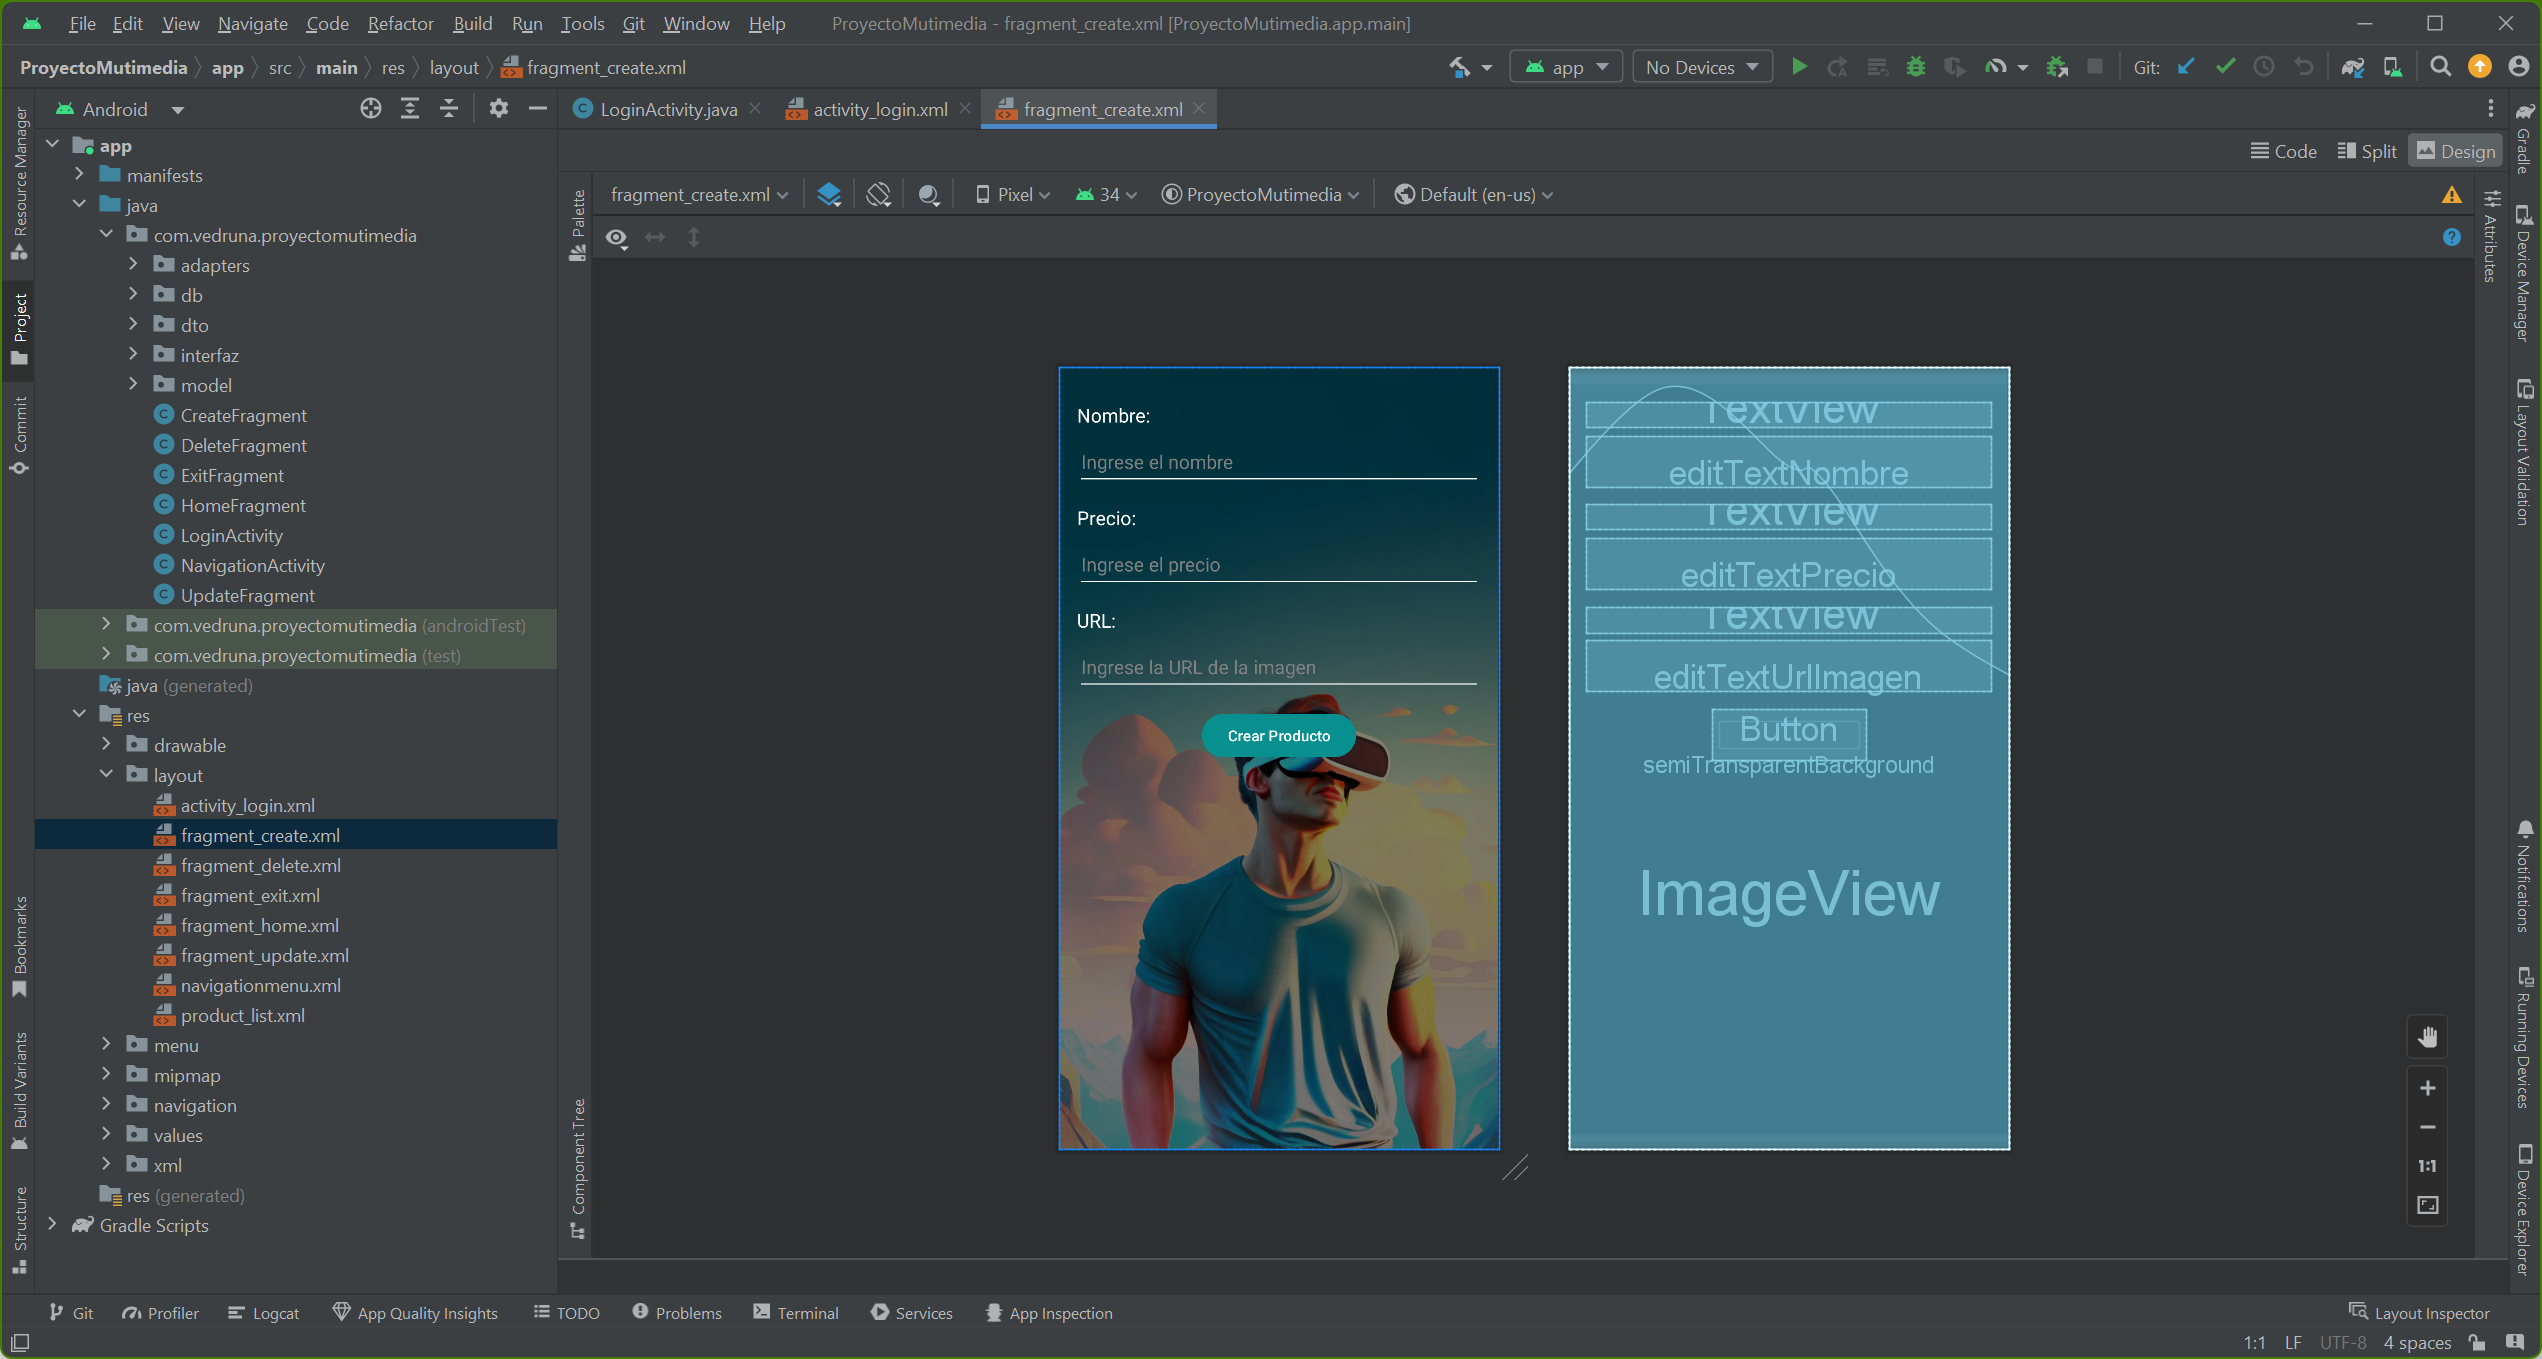 File Edit View Navigate Code Refactor Build Run Tools Git Window Help ProyectoMutimedia - fragment_create.xml [ProyectoMutimedia.app.main]
ProyectoMutimedia app src main res layout fragment_create.xml
app No Devices Git:
Android
LoginActivity.java activity_login.xml fragment_create.xml
Code Split Design
fragment_create.xml Pixel 34 ProyectoMutimedia Default (en-us)
Resource Manager
Project
Commit
Bookmarks
Build Variants
Structure
app
manifests
java
com.vedruna.proyectomutimedia
adapters
db
dto
interfaz
model
CreateFragment
DeleteFragment
ExitFragment
HomeFragment
LoginActivity
NavigationActivity
UpdateFragment
com.vedruna.proyectomutimedia (androidTest)
com.vedruna.proyectomutimedia (test)
java (generated)
res
drawable
layout
activity_login.xml
fragment_create.xml
fragment_delete.xml
fragment_exit.xml
fragment_home.xml
fragment_update.xml
navigationmenu.xml
product_list.xml
menu
mipmap
navigation
values
xml
res (generated)
Gradle Scripts
Palette
Component Tree
Nombre:
Ingrese el nombre
Precio:
Ingrese el precio
URL:
Ingrese la URL de la imagen
Crear Producto
TextView
editTextNombre
TextView
editTextPrecio
TextView
editTextUrlImagen
Button
semiTransparentBackground
ImageView
1:1
Attributes
Gradle
Device Manager
Layout Validation
Notifications
Running Devices
Device Explorer
Git Profiler Logcat App Quality Insights TODO Problems Terminal Services App Inspection Layout Inspector
1:1 LF UTF-8 4 spaces